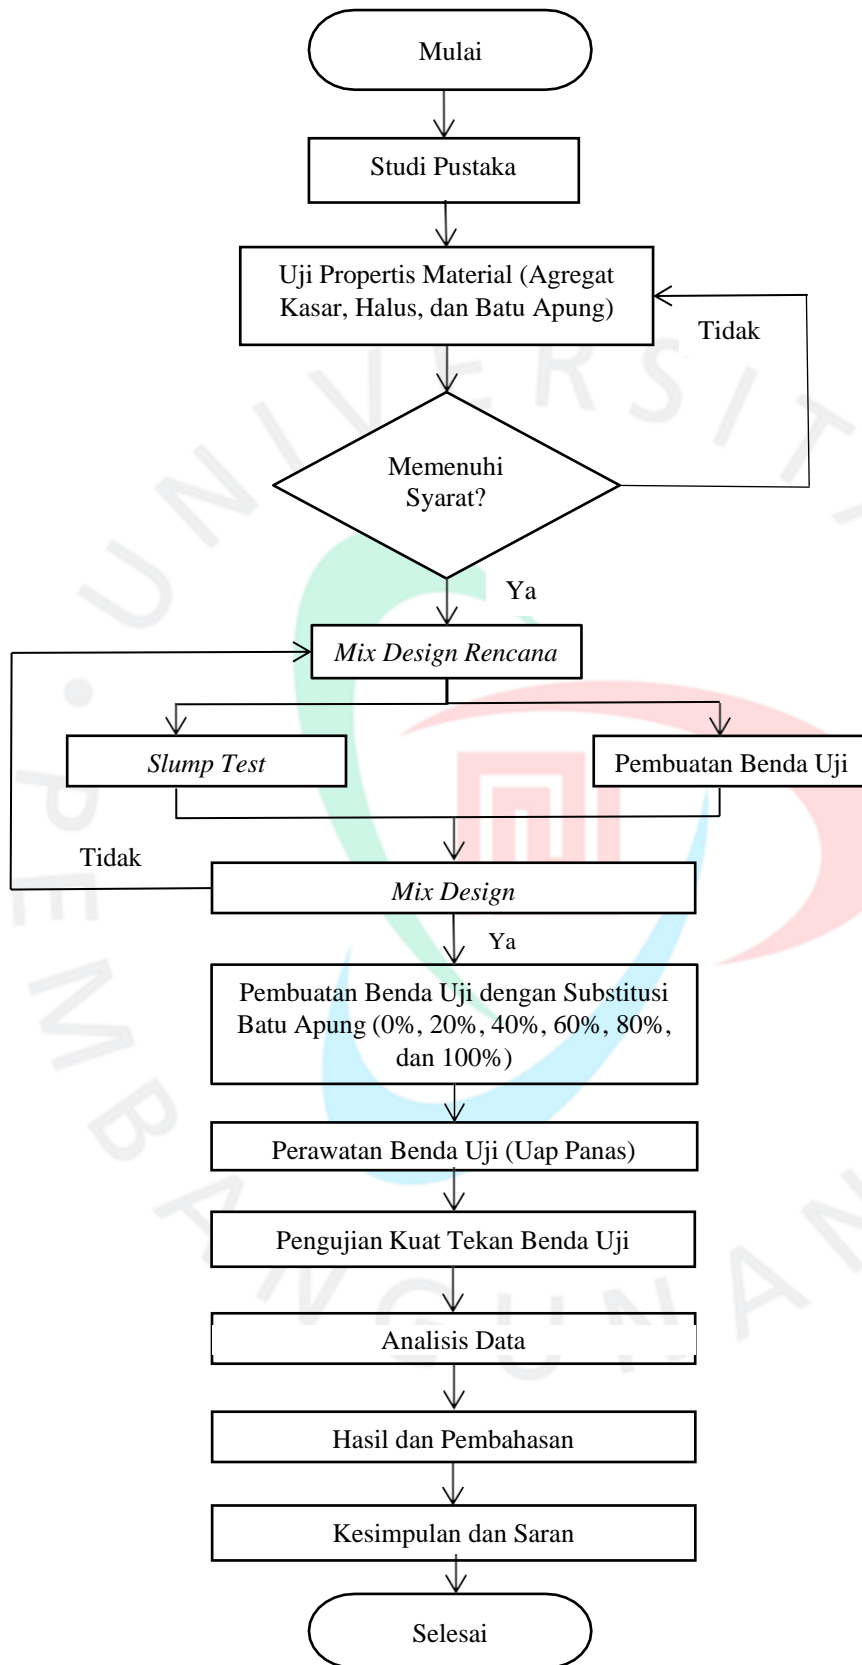 Mulai
Studi Pustaka
Uji Propertis Material (Agregat
Kasar, Halus, dan Batu Apung)
Tidak
Memenuhi
Syarat?
Ya
Mix Design Rencana
Slump Test
Pembuatan Benda Uji
Tidak
Mix Design
Ya
Pembuatan Benda Uji dengan Substitusi
Batu Apung (0%, 20%, 40%, 60%, 80%,
dan 100%)
Perawatan Benda Uji (Uap Panas)
Pengujian Kuat Tekan Benda Uji
Analisis Data
Hasil dan Pembahasan
Kesimpulan dan Saran
Selesai
UNIVERSITA
PEMBANGUNAN